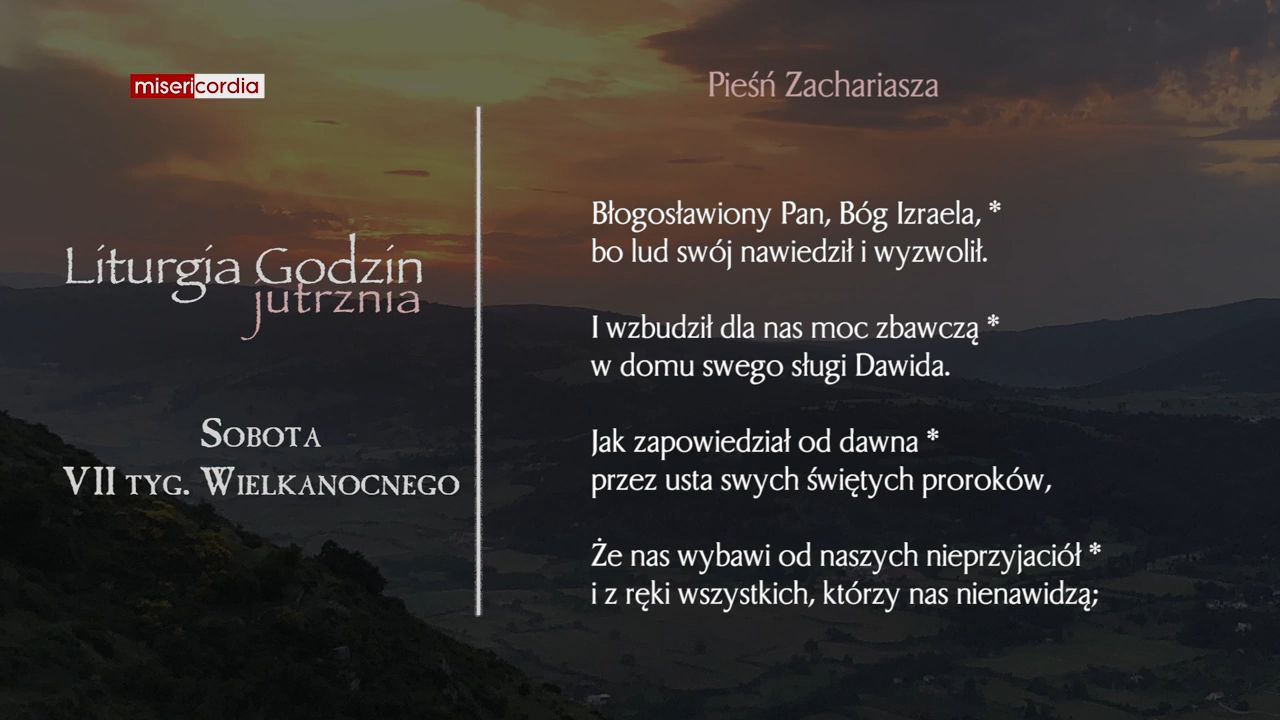 misericordia
Liturgia Godzin
jutrznia
Sobota
VII tyg. Wielkanocnego
Pieśń Zachariasza
Błogosławiony Pan, Bóg Izraela, *
bo lud swój nawiedził i wyzwolił.
I wzbudził dla nas moc zbawczą *
w domu swego sługi Dawida.
Jak zapowiedział od dawna *
przez usta swych świętych proroków,
Że nas wybawi od naszych nieprzyjaciół *
i z ręki wszystkich, którzy nas nienawidzą;